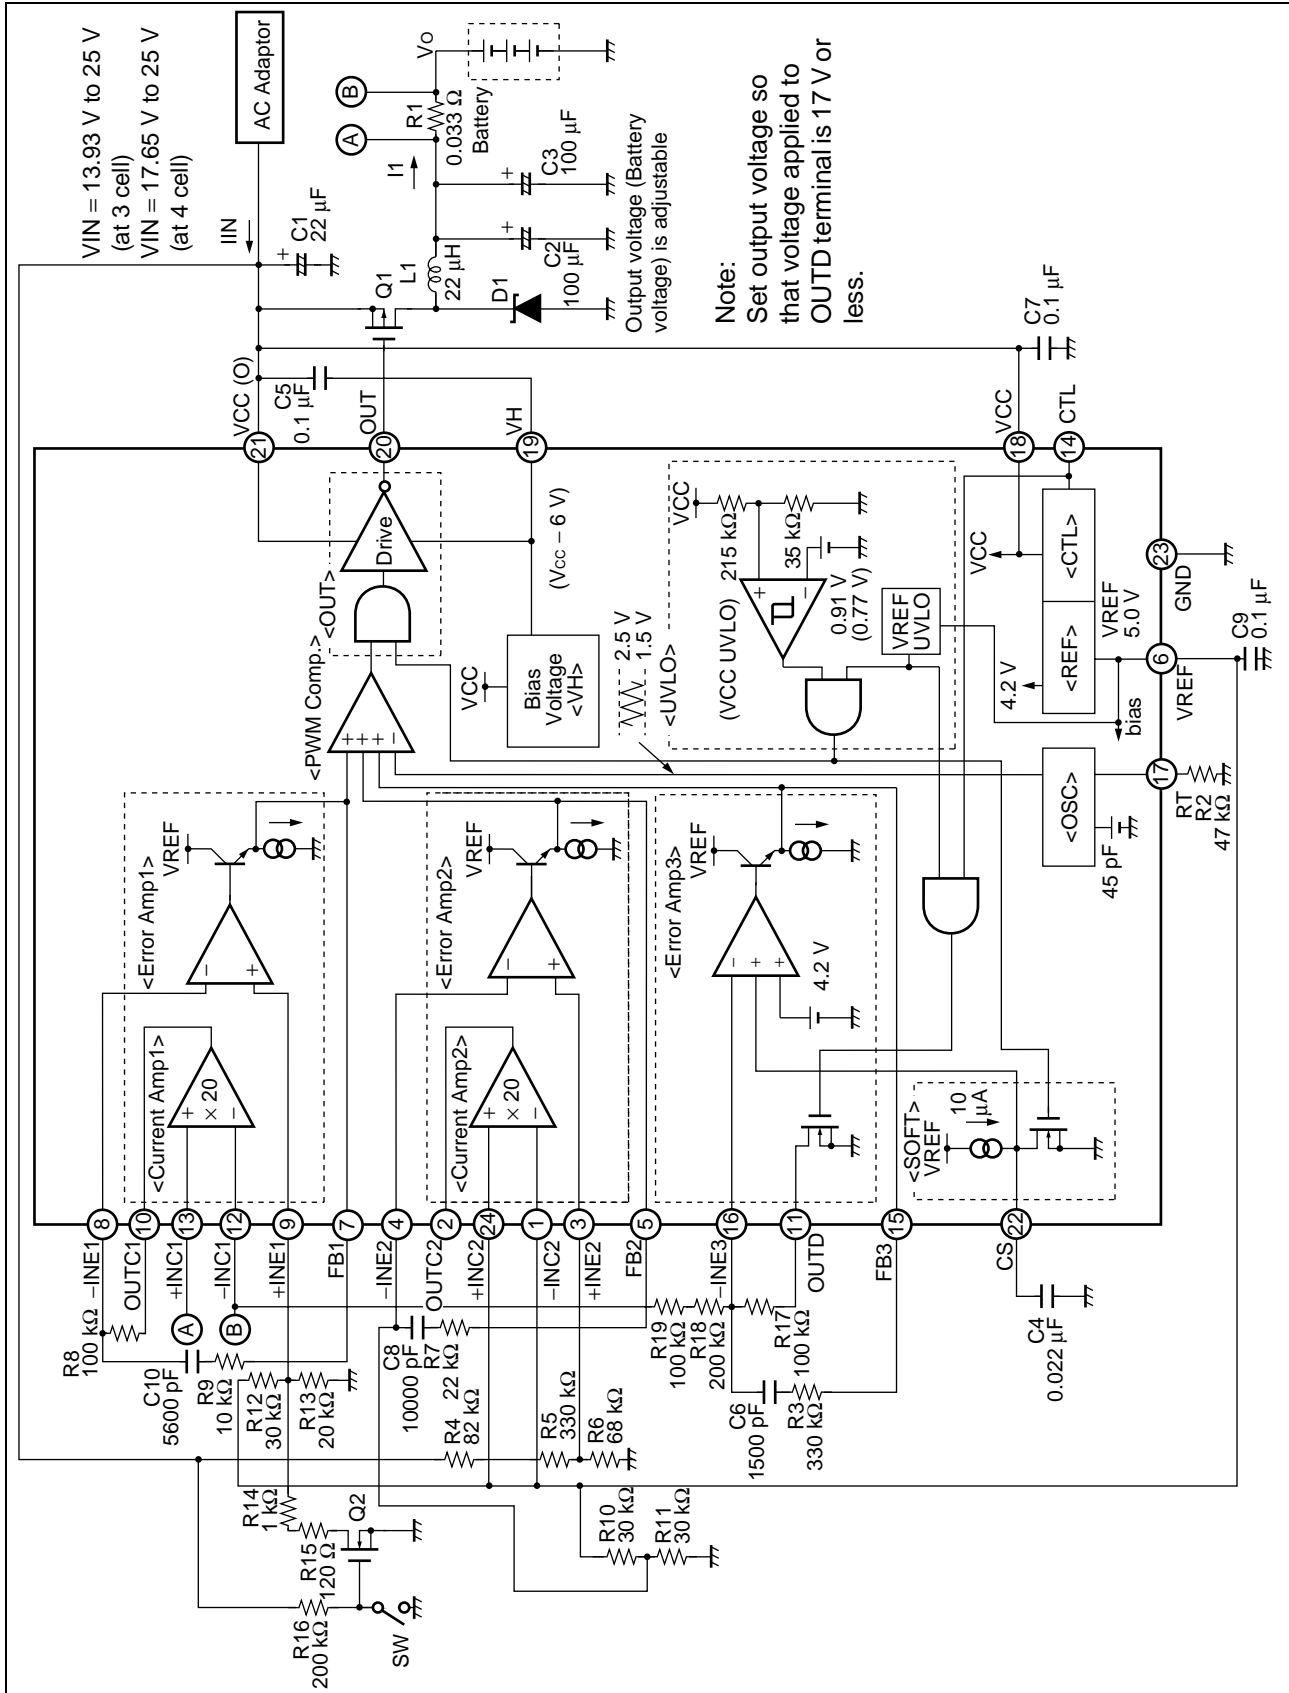 VIN = 13.93 V to 25 V
(at 3 cell)
VIN = 17.65 V to 25 V
(at 4 cell)
AC Adaptor
IIN
C1
22 μF
VO
B
A
R1
0.033 Ω
Battery
I1
C3
100 μF
C2
100 μF
L1
22 μH
Q1
D1
Output voltage (Battery
voltage) is adjustable
Note:
Set output voltage so
that voltage applied to
OUTD terminal is 17 V or
less.
C7
0.1 μF
VCC (O)
C5
0.1 μF
OUT
VH
VCC
CTL
21
20
19
18
14
<OUT>
Drive
(VCC – 6 V)
<PWM Comp.>
+
+
+
–
VCC
Bias
Voltage
<VH>
2.5 V
1.5 V
<UVLO>
(VCC UVLO)
VCC
215 kΩ
35 kΩ
+
–
0.91 V
(0.77 V)
VREF
UVLO
VCC
<CTL>
4.2 V
<REF>
VREF
5.0 V
bias
<OSC>
45 pF
23
GND
6
VREF
C9
0.1 μF
17
RT
R2
47 kΩ
<Error Amp1>
VREF
–
+
<Current Amp1>
+
× 20
–
<Error Amp2>
VREF
–
+
<Current Amp2>
+
× 20
–
<Error Amp3>
VREF
–
+
+
4.2 V
<SOFT>
VREF
10
μA
8
10
13
12
9
7
4
2
24
1
3
5
16
11
15
22
–INE1
OUTC1
+INC1
–INC1
+INE1
FB1
–INE2
OUTC2
+INC2
–INC2
+INE2
FB2
–INE3
OUTD
FB3
CS
R8
100 kΩ
A
B
C10
5600 pF
R9
10 kΩ
R12
30 kΩ
R13
20 kΩ
C8
10000 pF
R7
22 kΩ
R4
82 kΩ
R5
330 kΩ
R6
68 kΩ
R19
100 kΩ
R18
200 kΩ
R17
100 kΩ
C6
1500 pF
R3
330 kΩ
C4
0.022 μF
R14
1 kΩ
R15
120 Ω
Q2
R16
200 kΩ
SW
R10
30 kΩ
R11
30 kΩ